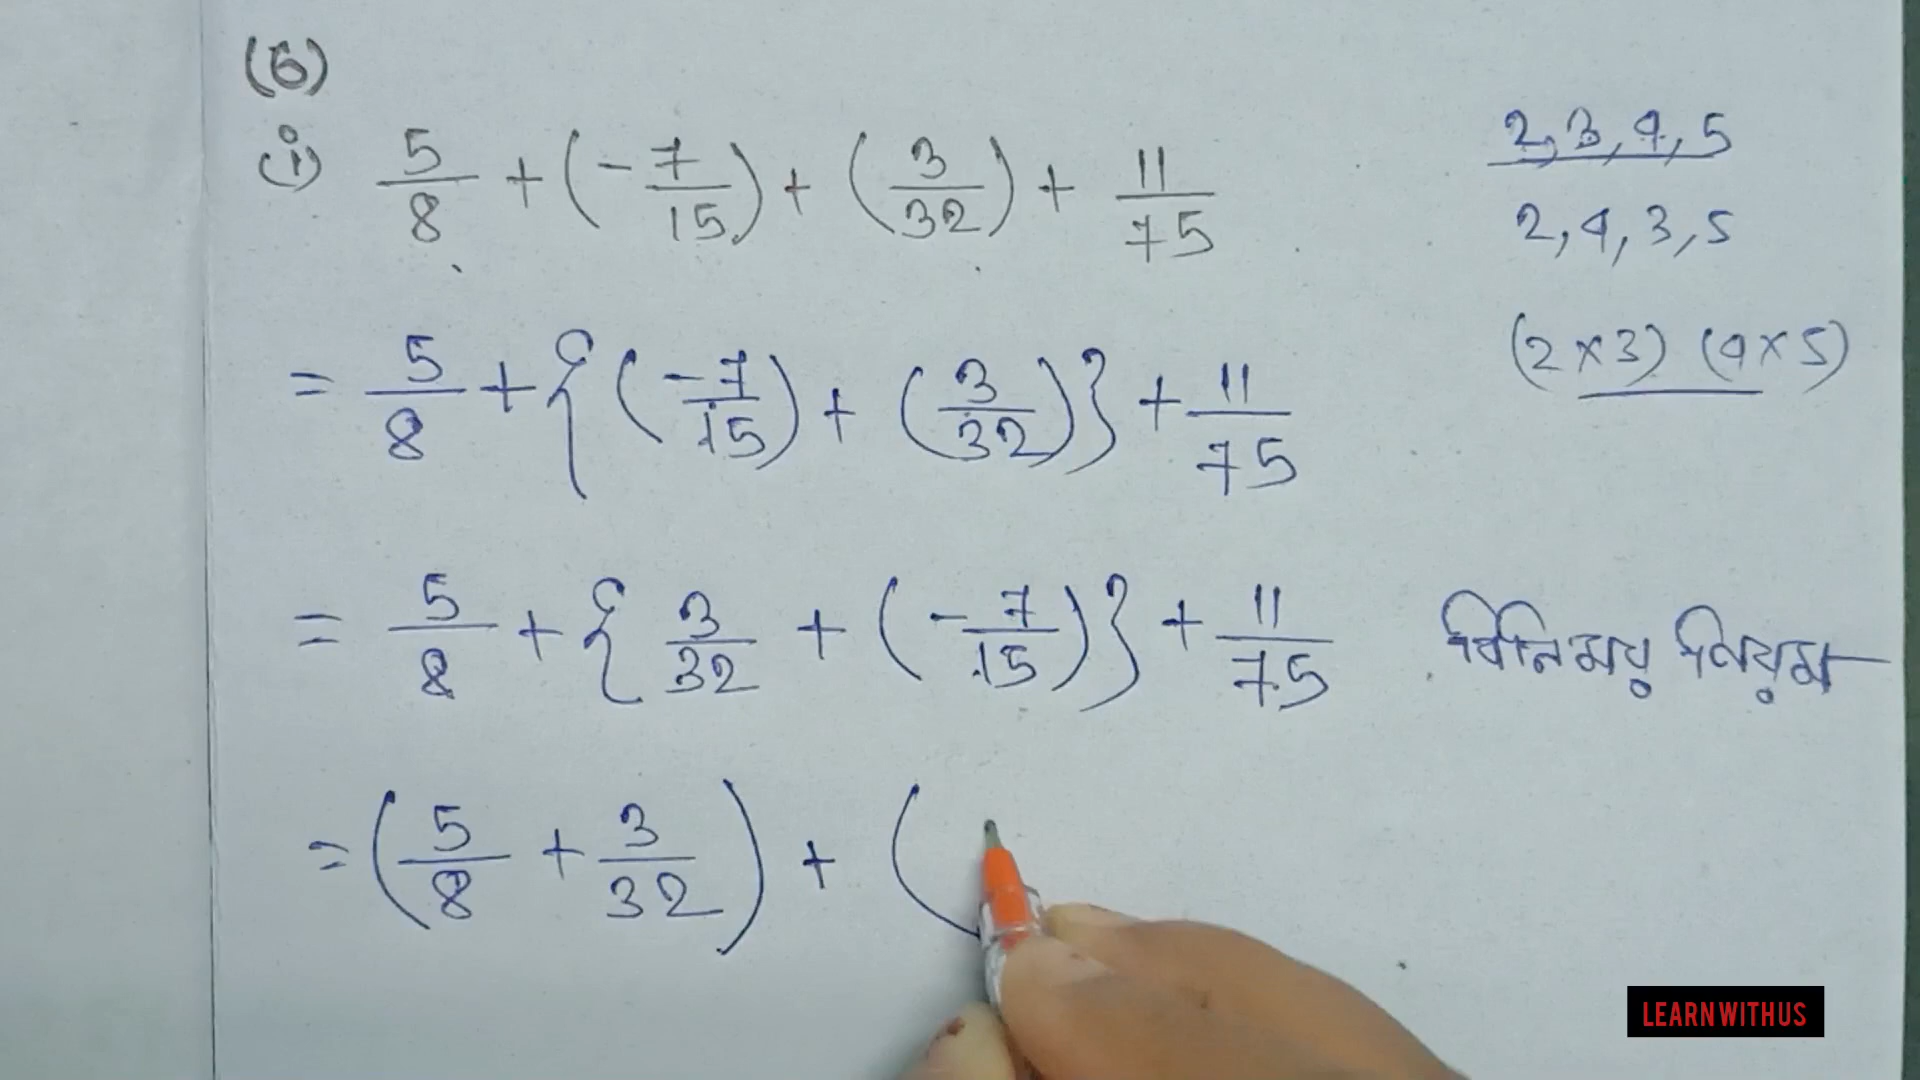 (6)
(i) 5/8 + (-7/15) + (3/32) + 11/75
2, 3, 4, 5
2, 4, 3, 5
(2×3) (4×5)
= 5/8 + {(-7/15) + (3/32)} + 11/75
= 5/8 + {3/32 + (-7/15)} + 11/75 বিনিময় নিয়ম
= (5/8 + 3/32) + (
LEARN WITH US